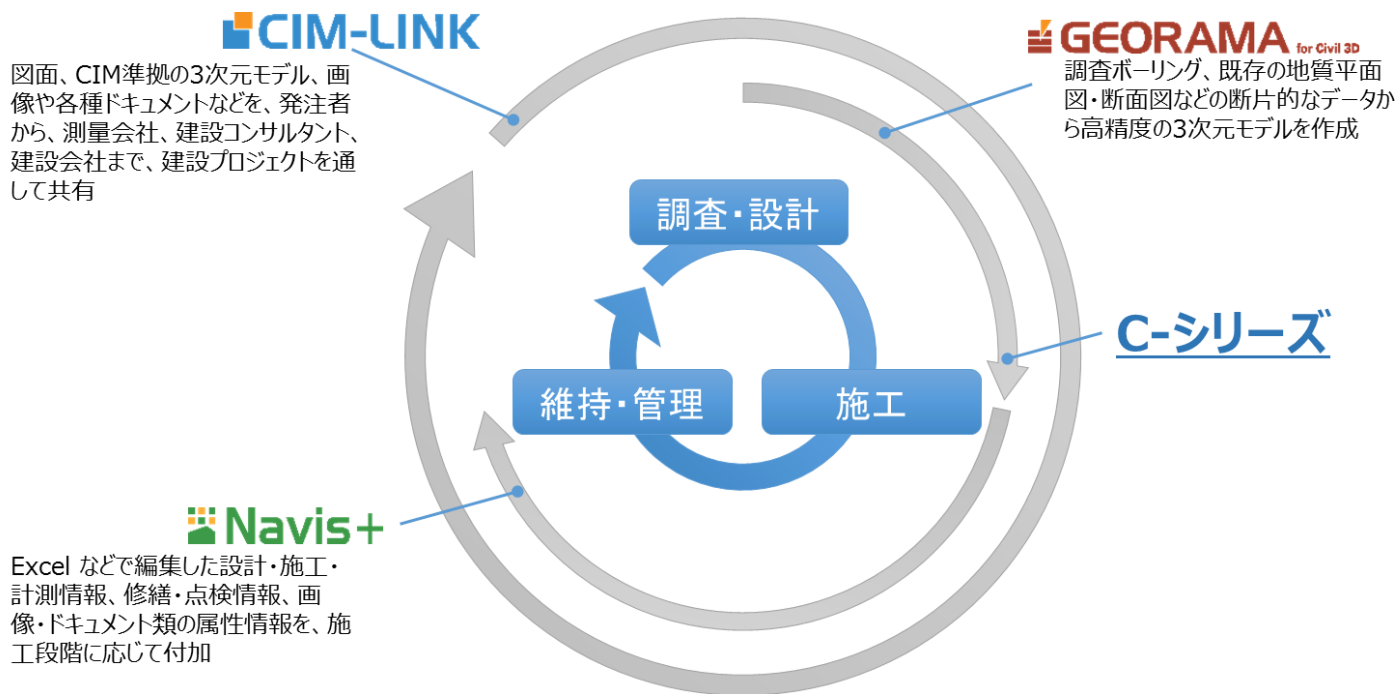 CIM-LINK
図面、CIM準拠の3次元モデル、画
像や各種ドキュメントなどを、発注者
から、測量会社、建設コンサルタント、
建設会社まで、建設プロジェクトを通
して共有
GEORAMA for Civil 3D
調査ボーリング、既存の地質平面
図・断面図などの断片的なデータか
ら高精度の3次元モデルを作成
調査・設計
C-シリーズ
維持・管理
施工
Navis+
Excel などで編集した設計・施工・
計測情報、修繕・点検情報、画
像・ドキュメント類の属性情報を、施
工段階に応じて付加